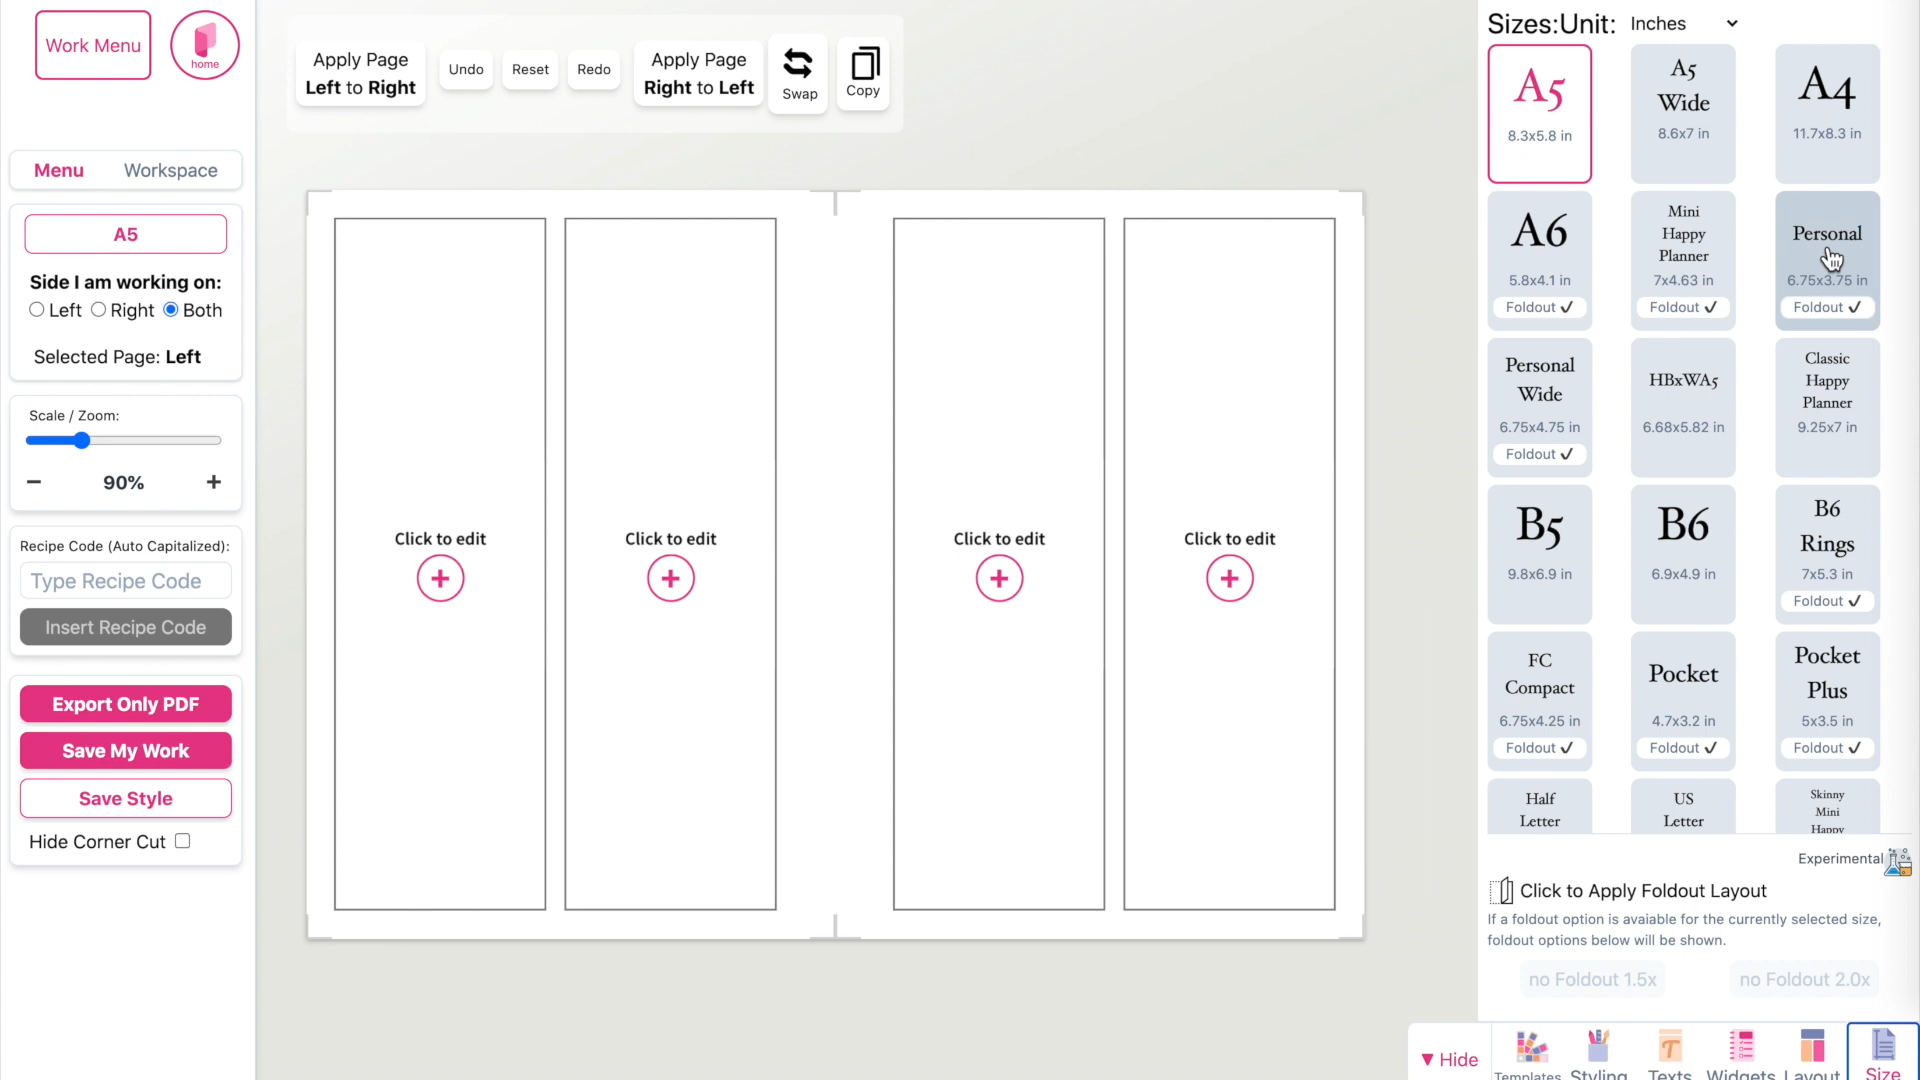 Work Menu
home
Menu
Workspace
A5
Side I am working on:
Left
Right
Both
Selected Page: Left
Scale / Zoom:
90%
Recipe Code (Auto Capitalized):
Type Recipe Code
Insert Recipe Code
Export Only PDF
Save My Work
Save Style
Hide Corner Cut
Apply Page
Left to Right
Undo
Reset
Redo
Apply Page
Right to Left
Swap
Copy
Click to edit
Click to edit
Click to edit
Click to edit
Sizes:Unit: Inches
A5
8.3x5.8 in
A5
Wide
8.6x7 in
A4
11.7x8.3 in
A6
5.8x4.1 in
Foldout ✓
Mini
Happy
Planner
7x4.63 in
Foldout ✓
Personal
6.75x3.75 in
Foldout ✓
Personal
Wide
6.75x4.75 in
Foldout ✓
HBxWA5
6.68x5.82 in
Classic
Happy
Planner
9.25x7 in
B5
9.8x6.9 in
B6
6.9x4.9 in
B6
Rings
7x5.3 in
Foldout ✓
FC
Compact
6.75x4.25 in
Foldout ✓
Pocket
4.7x3.2 in
Foldout ✓
Pocket
Plus
5x3.5 in
Foldout ✓
Half
Letter
US
Letter
Skinny
Mini
Happy
Experimental
Click to Apply Foldout Layout
If a foldout option is avaiable for the currently selected size,
foldout options below will be shown.
no Foldout 1.5x
no Foldout 2.0x
▼ Hide
Templates
Styling
Texts
Widgets
Layout
Size